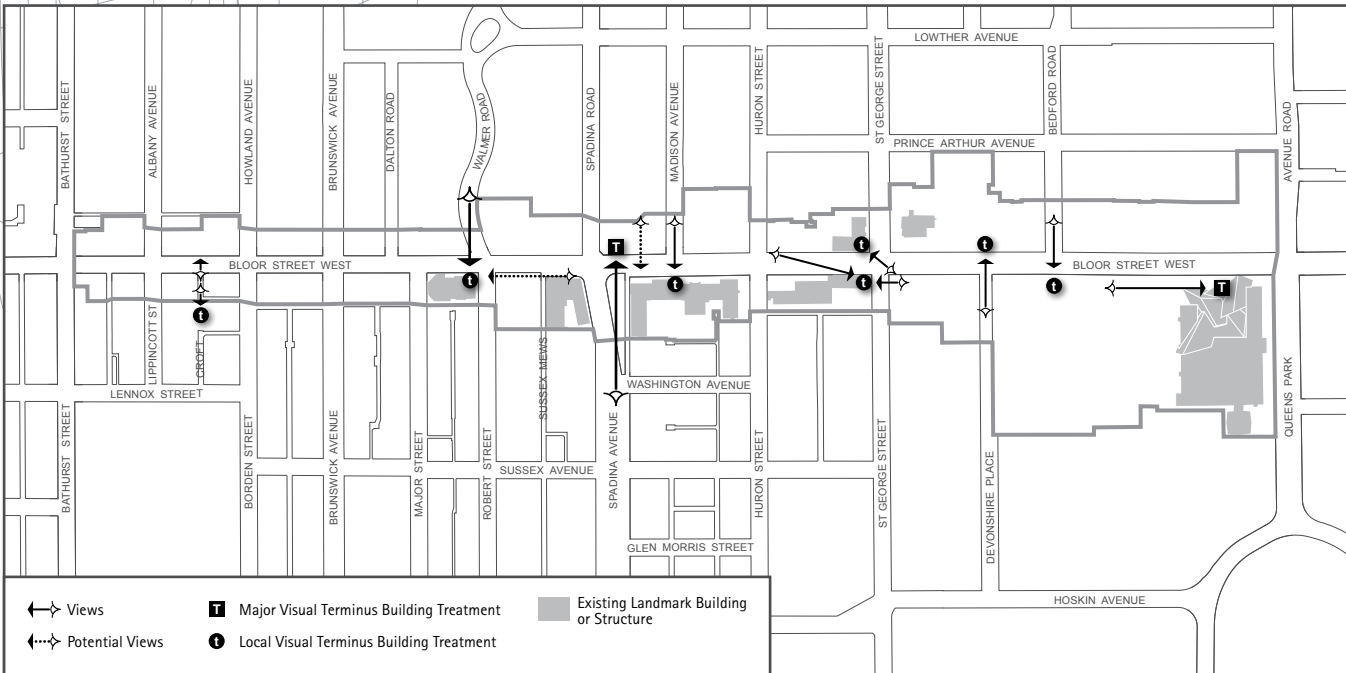 LOWTHER AVENUE
BATHURST STREET
ALBANY AVENUE
HOWLAND AVENUE
BRUNSWICK AVENUE
DALTON ROAD
WALMER ROAD
SPADINA ROAD
MADISON AVENUE
HURON STREET
ST GEORGE STREET
BEDFORD ROAD
AVENUE ROAD
PRINCE ARTHUR AVENUE
T
t
t
BLOOR STREET WEST
BLOOR STREET WEST
t
t
t
t
T
t
LIPPINCOTT ST
CROFT
SUSSEX MEWS
WASHINGTON AVENUE
LENNOX STREET
QUEENS PARK
BATHURST STREET
BORDEN STREET
BRUNSWICK AVENUE
MAJOR STREET
ROBERT STREET
SPADINA AVENUE
HURON STREET
ST GEORGE STREET
DEVONSHIRE PLACE
SUSSEX AVENUE
GLEN MORRIS STREET
HOSKIN AVENUE
Views
T Major Visual Terminus Building Treatment
Existing Landmark Building
or Structure
Potential Views
t Local Visual Terminus Building Treatment